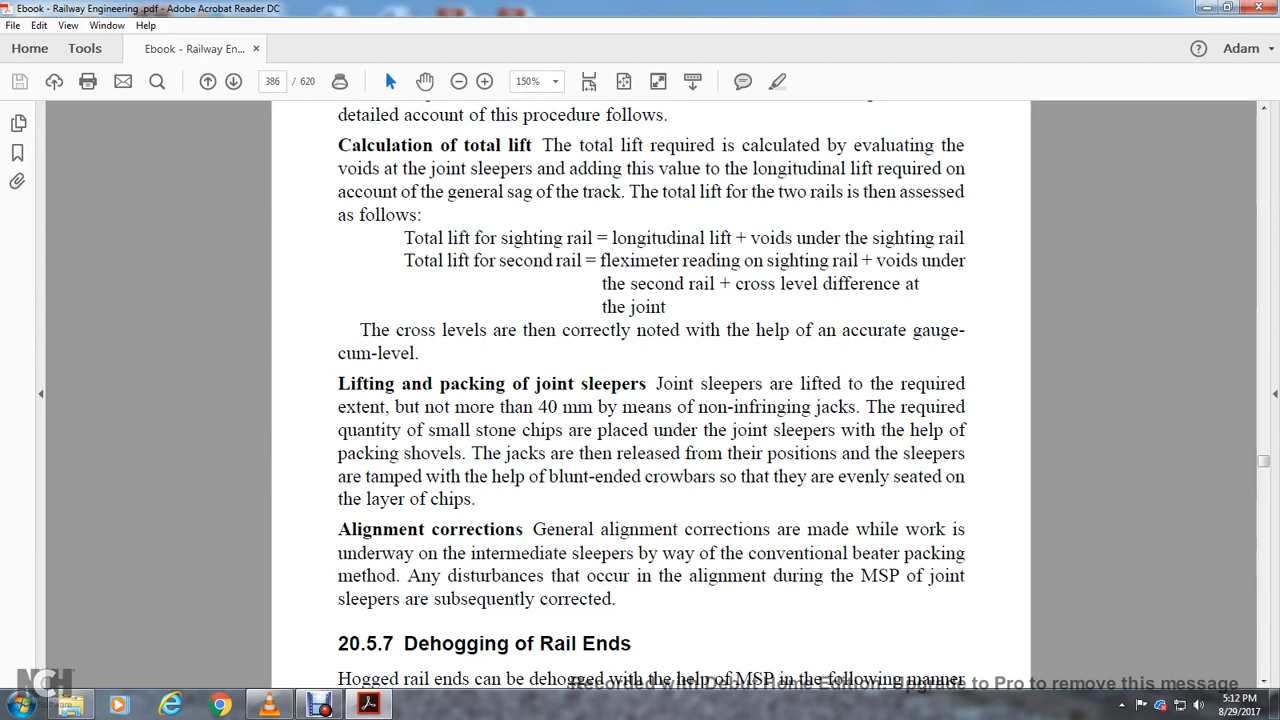 Ebook - Railway Engineering .pdf - Adobe Acrobat Reader DC
File Edit View Window Help
Home Tools Ebook - Railway En... × Adam
386 / 620 150%
detailed account of this procedure follows.
Calculation of total lift The total lift required is calculated by evaluating the
voids at the joint sleepers and adding this value to the longitudinal lift required on
account of the general sag of the track. The total lift for the two rails is then assessed
as follows:
Total lift for sighting rail = longitudinal lift + voids under the sighting rail
Total lift for second rail = fleximeter reading on sighting rail + voids under
the second rail + cross level difference at
the joint
The cross levels are then correctly noted with the help of an accurate gauge-
cum-level.
Lifting and packing of joint sleepers Joint sleepers are lifted to the required
extent, but not more than 40 mm by means of non-infringing jacks. The required
quantity of small stone chips are placed under the joint sleepers with the help of
packing shovels. The jacks are then released from their positions and the sleepers
are tamped with the help of blunt-ended crowbars so that they are evenly seated on
the layer of chips.
Alignment corrections General alignment corrections are made while work is
underway on the intermediate sleepers by way of the conventional beater packing
method. Any disturbances that occur in the alignment during the MSP of joint
sleepers are subsequently corrected.
20.5.7 Dehogging of Rail Ends
Hogged rail ends can be dehogged with the help of MSP in the following manner
Recorded with Debut Home Edition. Upgrade to Pro to remove this message
NCH
Software
5:12 PM
8/29/2017